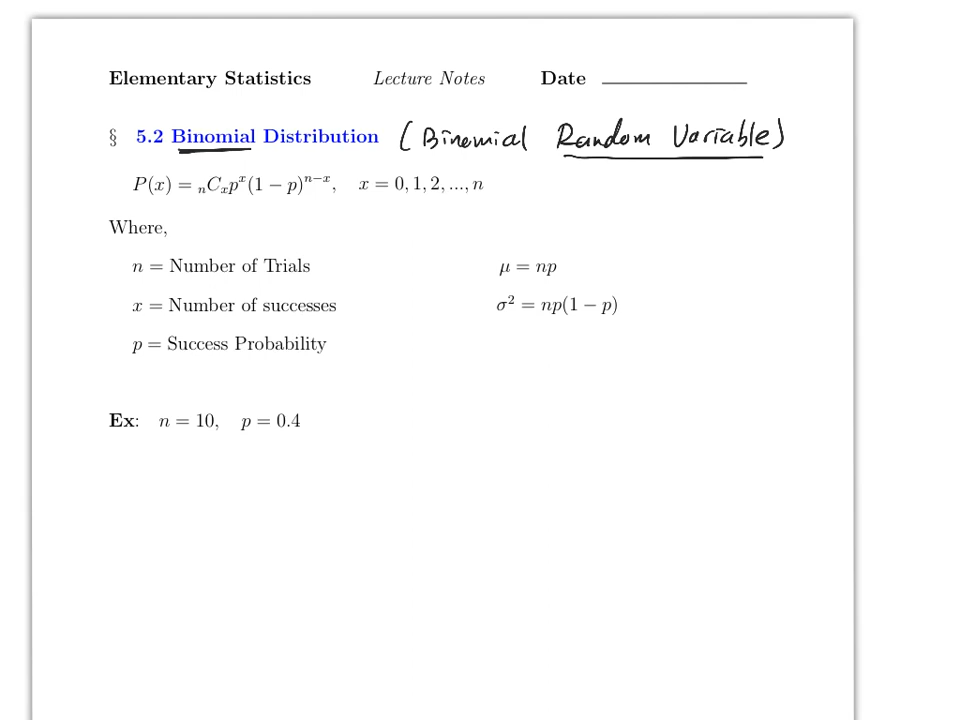 Elementary Statistics Lecture Notes Date
§ 5.2 Binomial Distribution (Binomial Random Variable)
P(x) = ₙCₓpˣ(1 − p)ⁿ⁻ˣ, x = 0, 1, 2, ..., n
Where,
n = Number of Trials μ = np
x = Number of successes σ² = np(1 − p)
p = Success Probability
Ex: n = 10, p = 0.4